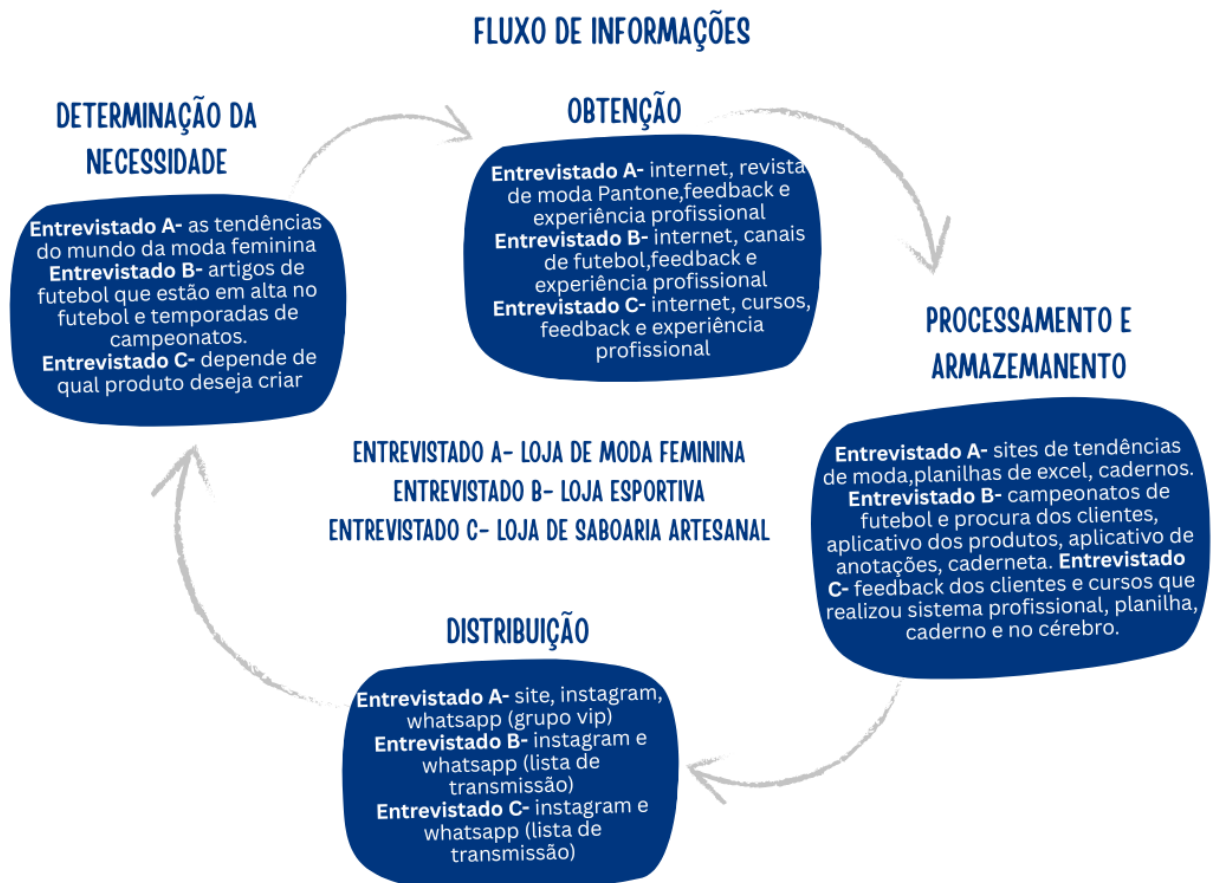 FLUXO DE INFORMAÇÕES
DETERMINAÇÃO DA
NECESSIDADE
Entrevistado A- as tendências
do mundo da moda feminina
Entrevistado B- artigos de
futebol que estão em alta no
futebol e temporadas de
campeonatos.
Entrevistado C- depende de
qual produto deseja criar
OBTENÇÃO
Entrevistado A- internet, revista
de moda Pantone,feedback e
experiência profissional
Entrevistado B- internet, canais
de futebol,feedback e
experiência profissional
Entrevistado C- internet, cursos,
feedback e experiência
profissional
PROCESSAMENTO E
ARMAZEMANENTO
Entrevistado A- sites de tendências
de moda,planilhas de excel, cadernos.
Entrevistado B- campeonatos de
futebol e procura dos clientes,
aplicativo dos produtos, aplicativo de
anotações, caderneta. Entrevistado
C- feedback dos clientes e cursos que
realizou sistema profissional, planilha,
caderno e no cérebro.
ENTREVISTADO A- LOJA DE MODA FEMININA
ENTREVISTADO B- LOJA ESPORTIVA
ENTREVISTADO C- LOJA DE SABOARIA ARTESANAL
DISTRIBUIÇÃO
Entrevistado A- site, instagram,
whatsapp (grupo vip)
Entrevistado B- instagram e
whatsapp (lista de
transmissão)
Entrevistado C- instagram e
whatsapp (lista de
transmissão)